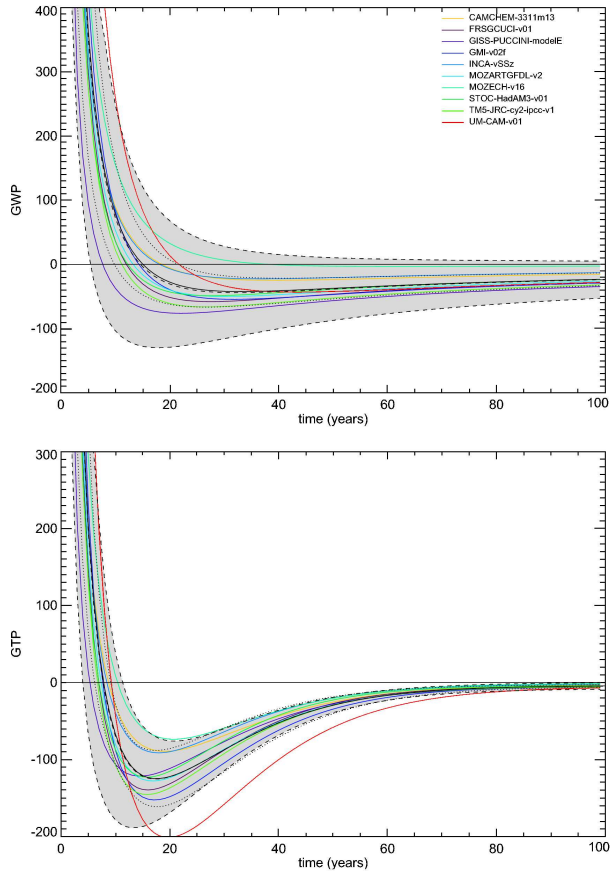 400
300
200
100
0
-100
-200
GWP
CAMCHEM-3311m13
FRSGCUCI-v01
GISS-PUCCINI-modelE
GMI-v02f
INCA-vSSz
MOZARTGFDL-v2
MOZECH-v16
STOC-HadAM3-v01
TM5-JRC-cy2-ipcc-v1
UM-CAM-v01
0 20 40 60 80 100
time (years)
300
200
100
0
-100
-200
GTP
0 20 40 60 80 100
time (years)